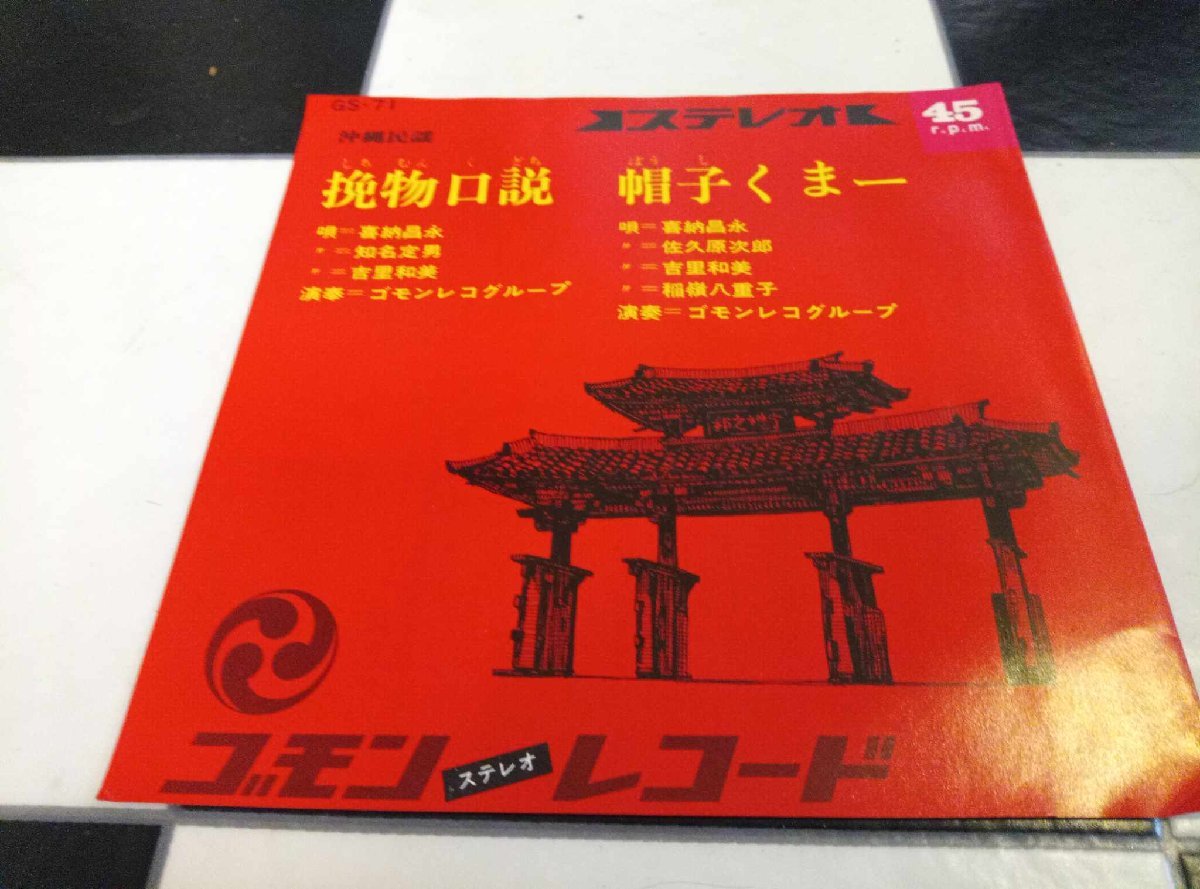 GS・71
ステレオ
45
r.p.m.
沖縄民謡
しちむんくどち
挽物口説
唄=喜納昌永
〃=知名定男
〃=吉里和美
演奏=ゴモンレコグループ
ぼうし
帽子くまー
唄=喜納昌永
〃=佐久原次郎
〃=吉里和美
〃=稲嶺八重子
演奏=ゴモンレコグループ
ゴモンレコード
ステレオ